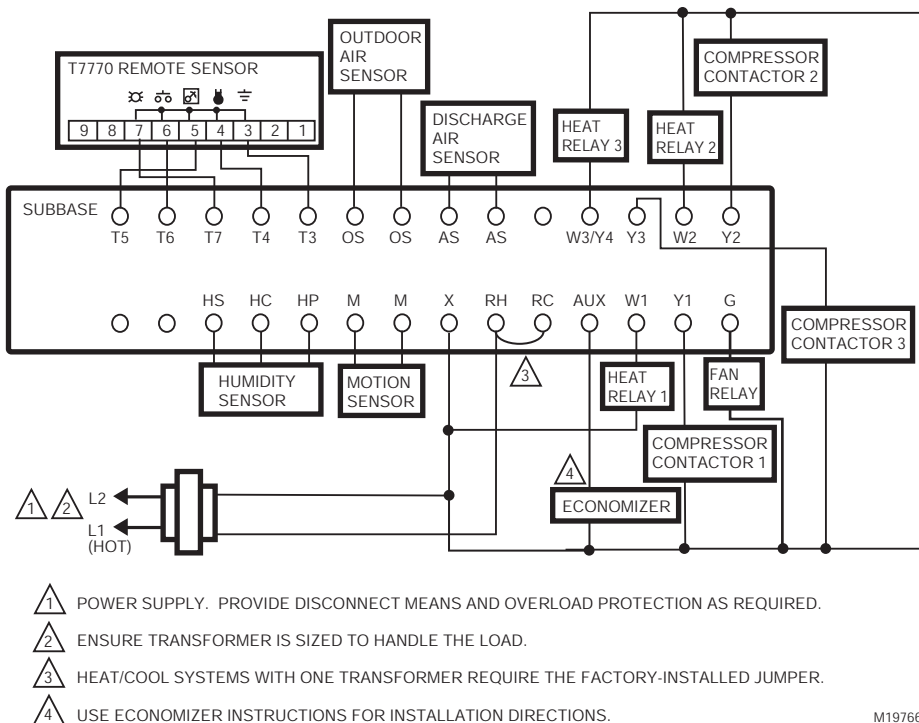 OUTDOOR
AIR
SENSOR
COMPRESSOR
CONTACTOR 2
T7770 REMOTE SENSOR
9 8 7 6 5 4 3 2 1
DISCHARGE
AIR
SENSOR
HEAT
RELAY 3
HEAT
RELAY 2
SUBBASE
T5 T6 T7 T4 T3 OS OS AS AS W3/Y4 Y3 W2 Y2
HS HC HP M M X RH RC AUX W1 Y1 G
COMPRESSOR
CONTACTOR 3
HUMIDITY
SENSOR
MOTION
SENSOR
3
HEAT
RELAY 1
FAN
RELAY
COMPRESSOR
CONTACTOR 1
4
ECONOMIZER
1 2 L2
L1
(HOT)
1 POWER SUPPLY. PROVIDE DISCONNECT MEANS AND OVERLOAD PROTECTION AS REQUIRED.
2 ENSURE TRANSFORMER IS SIZED TO HANDLE THE LOAD.
3 HEAT/COOL SYSTEMS WITH ONE TRANSFORMER REQUIRE THE FACTORY-INSTALLED JUMPER.
4 USE ECONOMIZER INSTRUCTIONS FOR INSTALLATION DIRECTIONS.
M19766